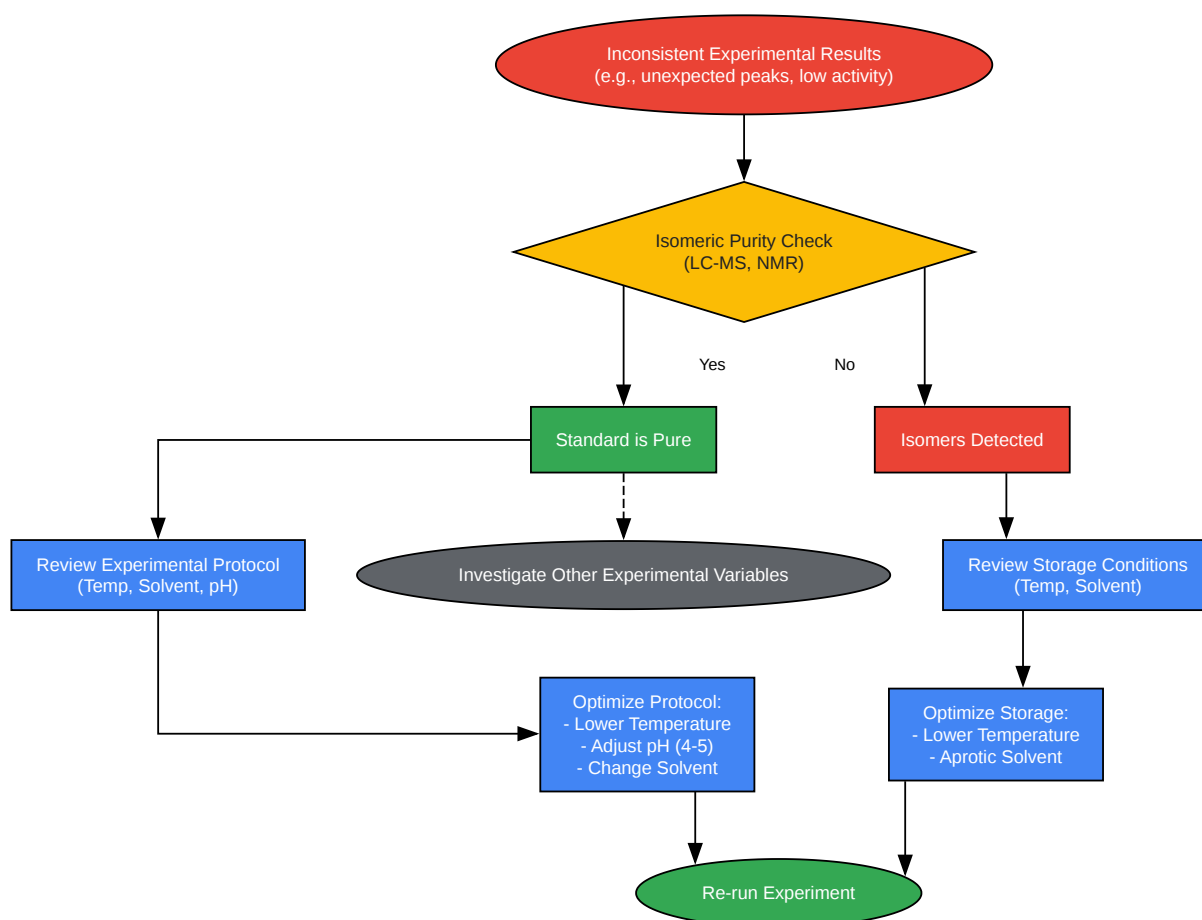 Inconsistent Experimental Results
(e.g., unexpected peaks, low activity)
Isomeric Purity Check
(LC-MS, NMR)
Yes
No
Standard is Pure
Isomers Detected
Review Experimental Protocol
(Temp, Solvent, pH)
Investigate Other Experimental Variables
Review Storage Conditions
(Temp, Solvent)
Optimize Protocol:
- Lower Temperature
- Adjust pH (4-5)
- Change Solvent
Optimize Storage:
- Lower Temperature
- Aprotic Solvent
Re-run Experiment